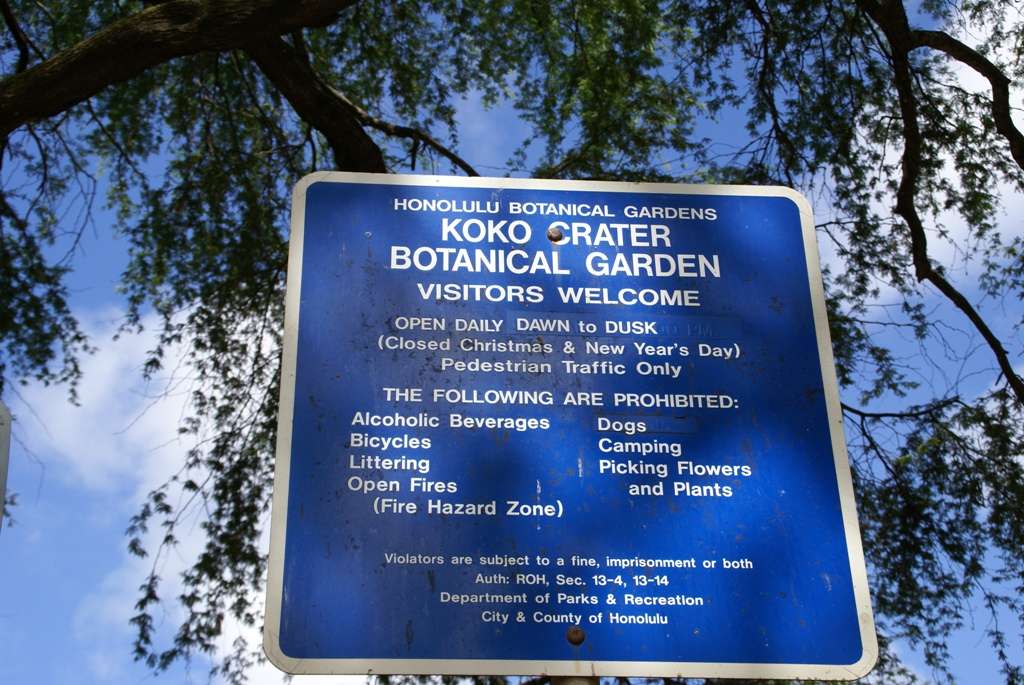 HONOLULU BOTANICAL GARDENS
KOKO CRATER
BOTANICAL GARDEN
VISITORS WELCOME
OPEN DAILY DAWN to DUSK
(Closed Christmas & New Year's Day)
Pedestrian Traffic Only
THE FOLLOWING ARE PROHIBITED:
Alcoholic Beverages
Bicycles
Littering
Open Fires
(Fire Hazard Zone)
Dogs
Camping
Picking Flowers
and Plants
Violators are subject to a fine, imprisonment or both
Auth: ROH, Sec. 13-4, 13-14
Department of Parks & Recreation
City & County of Honolulu